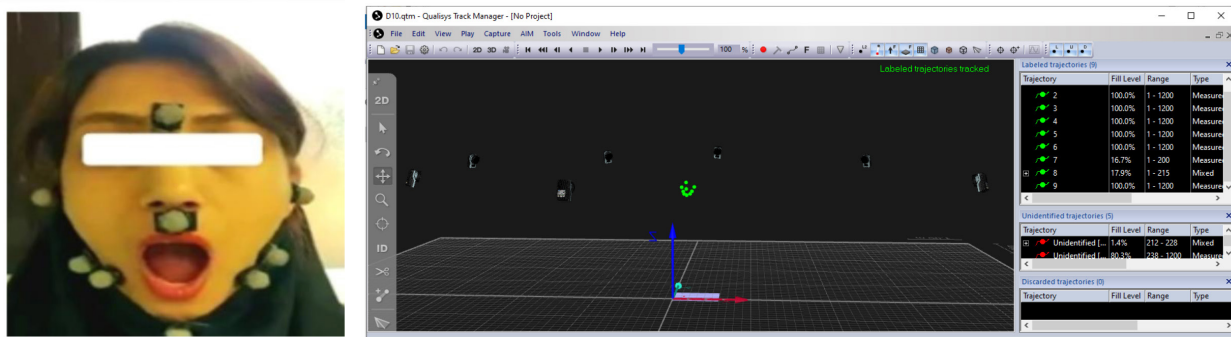 D10.qtm - Qualisys Track Manager - [No Project]
File Edit View Play Capture AIM Tools Window Help
2D 3D 100 % F
Labeled trajectories tracked
2D
ID
Z
Labeled trajectories (9)
Trajectory Fill Level Range Type
2 100.0% 1 - 1200 Measured
3 100.0% 1 - 1200 Measured
4 100.0% 1 - 1200 Measured
5 100.0% 1 - 1200 Measured
6 100.0% 1 - 1200 Measured
7 16.7% 1 - 200 Measured
8 17.9% 1 - 215 Mixed
9 100.0% 1 - 1200 Measured
Unidentified trajectories (5)
Trajectory Fill Level Range Type
Unidentified [... 1.4% 212 - 228 Mixed
Unidentified [... 80.3% 238 - 1200 Measured
Discarded trajectories (0)
Trajectory Fill Level Range Type